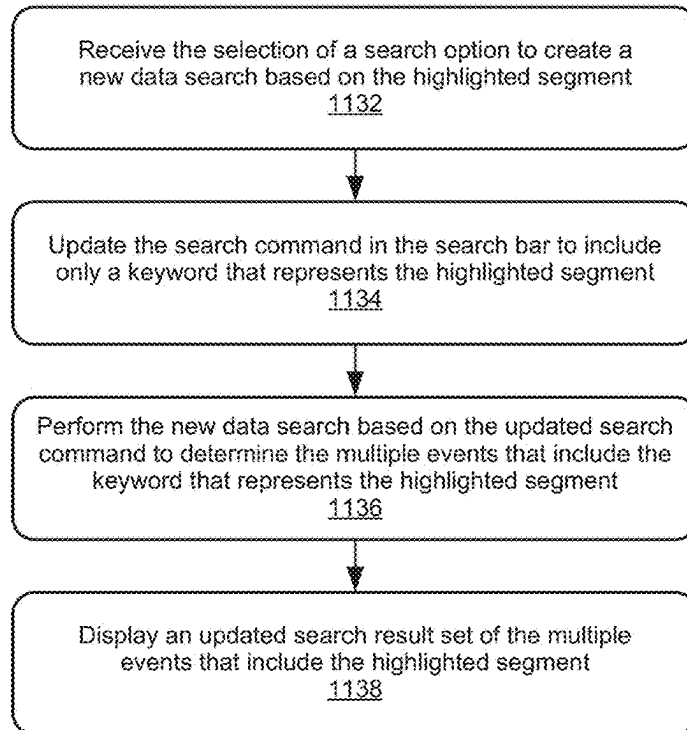 Receive the selection of a search option to create a
new data search based on the highlighted segment
1132
Update the search command in the search bar to include
only a keyword that represents the highlighted segment
1134
Perform the new data search based on the updated search
command to determine the multiple events that include the
keyword that represents the highlighted segment
1136
Display an updated search result set of the multiple
events that include the highlighted segment
1138